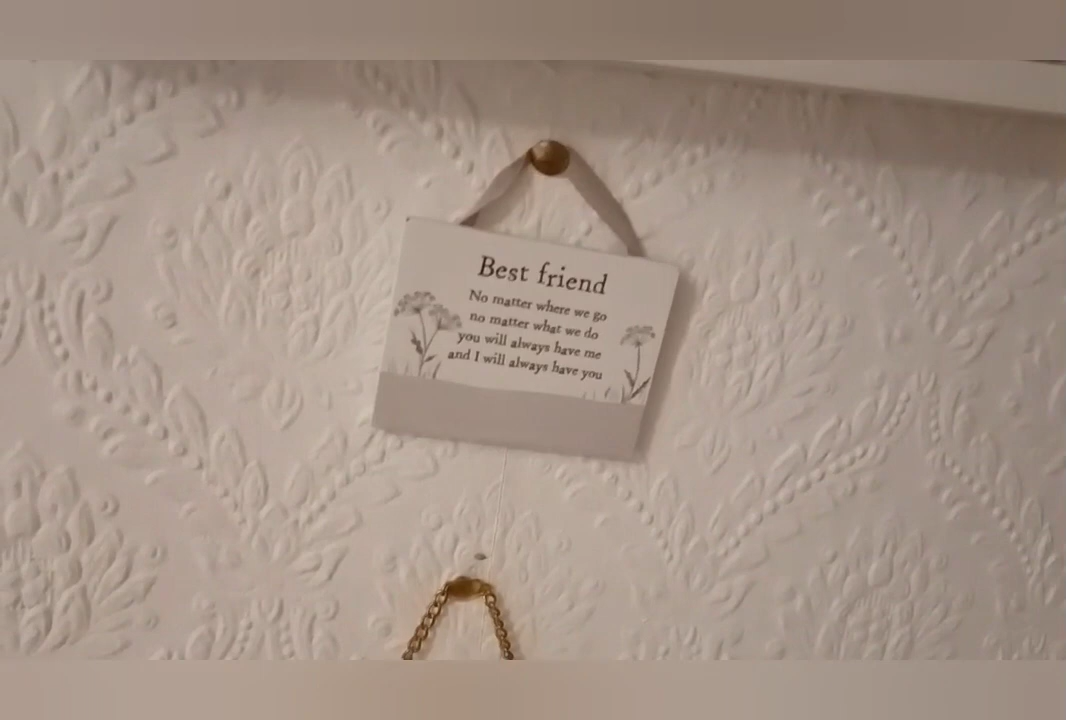 Best friend
No matter where we go
no matter what we do
you will always have me
and I will always have you